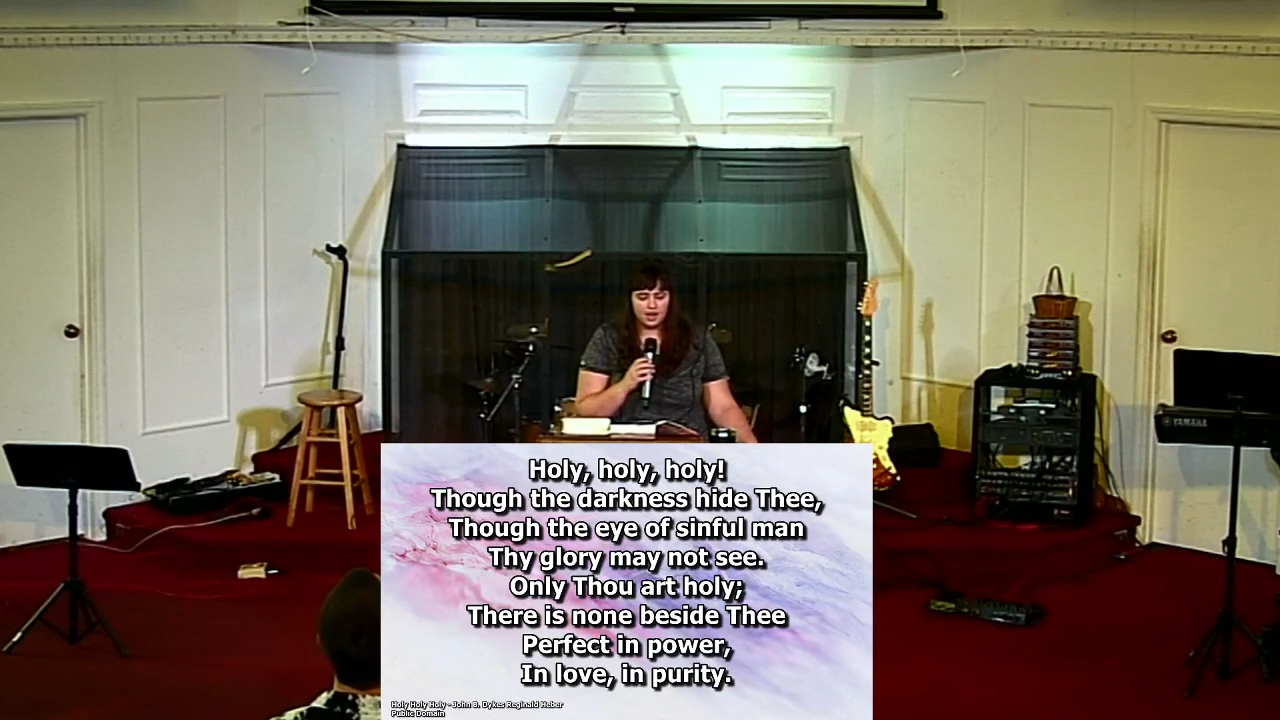 YAMAHA
Holy, holy, holy!
Though the darkness hide Thee,
Though the eye of sinful man
Thy glory may not see.
Only Thou art holy;
There is none beside Thee
Perfect in power,
In love, in purity.
Holy Holy Holy - John B. Dykes Reginald Heber
Public Domain